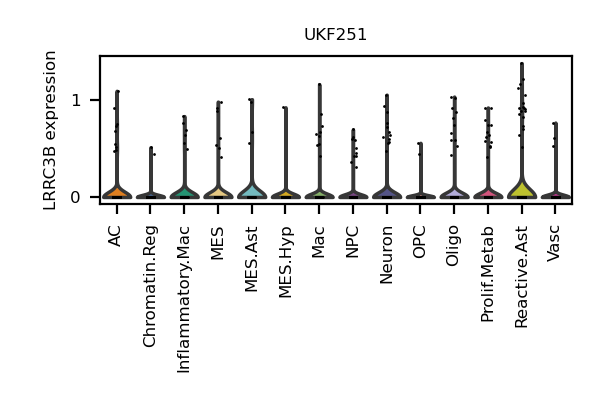 UKF251
LRRC3B expression
1
0
AC
Chromatin.Reg
Inflammatory.Mac
MES
MES.Ast
MES.Hyp
Mac
NPC
Neuron
OPC
Oligo
Prolif.Metab
Reactive.Ast
Vasc